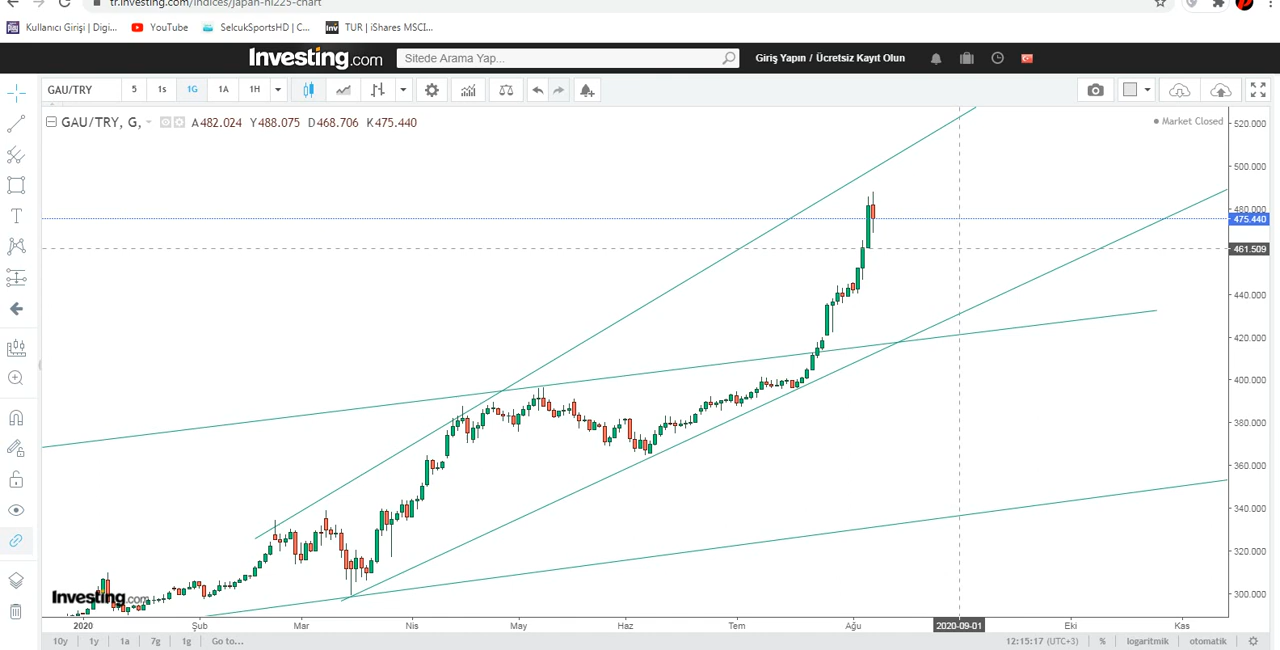 tr.investing.com/indices/japan-ni225-chart
Kullanıcı Girişi | Digi... YouTube SelcukSportsHD | C... Inv TUR | iShares MSCI...
Investing.com Sitede Arama Yap... Giriş Yapın / Ücretsiz Kayıt Olun
GAU/TRY 5 1s 1G 1A 1H
GAU/TRY, G, A482.024 Y488.075 D468.706 K475.440
Market Closed
520.000
500.000
480.000
475.440
461.509
440.000
420.000
400.000
380.000
360.000
340.000
320.000
300.000
Investing.com
2020 Şub Mar Nis May Haz Tem Ağu 2020-09-01 Eki Kas
10y 1y 1a 7g 1g Go to... 12:15:17 (UTC+3) % logaritmik otomatik